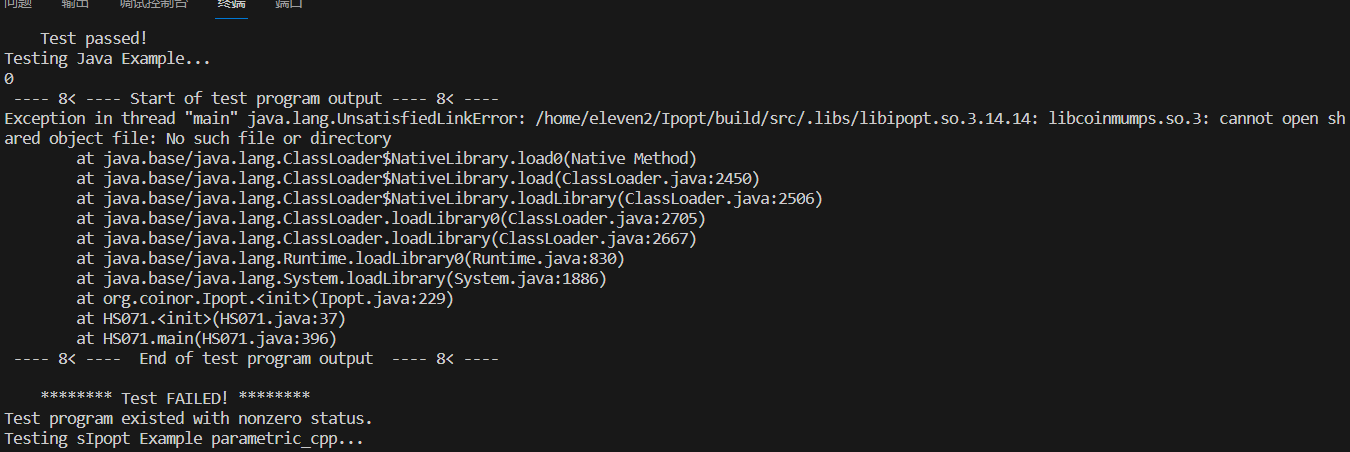 问题 输出 调试控制台 终端 端口
Test passed!
Testing Java Example...
0
---- 8< ---- Start of test program output ---- 8< ----
Exception in thread "main" java.lang.UnsatisfiedLinkError: /home/eleven2/Ipopt/build/src/.libs/libipopt.so.3.14.14: libcoinmumps.so.3: cannot open sh
ared object file: No such file or directory
at java.base/java.lang.ClassLoader$NativeLibrary.load0(Native Method)
at java.base/java.lang.ClassLoader$NativeLibrary.load(ClassLoader.java:2450)
at java.base/java.lang.ClassLoader$NativeLibrary.loadLibrary(ClassLoader.java:2506)
at java.base/java.lang.ClassLoader.loadLibrary0(ClassLoader.java:2705)
at java.base/java.lang.ClassLoader.loadLibrary(ClassLoader.java:2667)
at java.base/java.lang.Runtime.loadLibrary0(Runtime.java:830)
at java.base/java.lang.System.loadLibrary(System.java:1886)
at org.coinor.Ipopt.<init>(Ipopt.java:229)
at HS071.<init>(HS071.java:37)
at HS071.main(HS071.java:396)
---- 8< ---- End of test program output ---- 8< ----
******** Test FAILED! ********
Test program existed with nonzero status.
Testing sIpopt Example parametric_cpp...